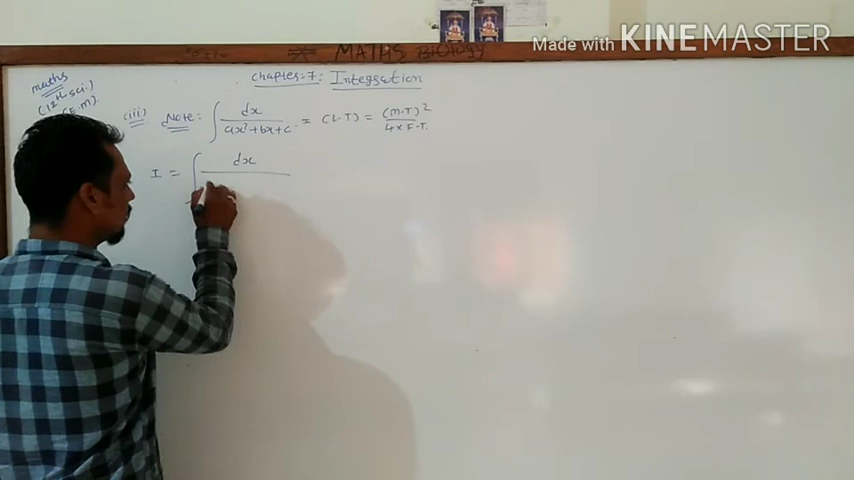 Made with KINEMASTER
MATHS BIOLOGY
chapter:7: Integration
maths
(12th sci.)
(E.M).
(iii) Note: ∫ dx / ax²+bx+c = (L·T) = (M·T)² / 4×F·T.
I = ∫ dx